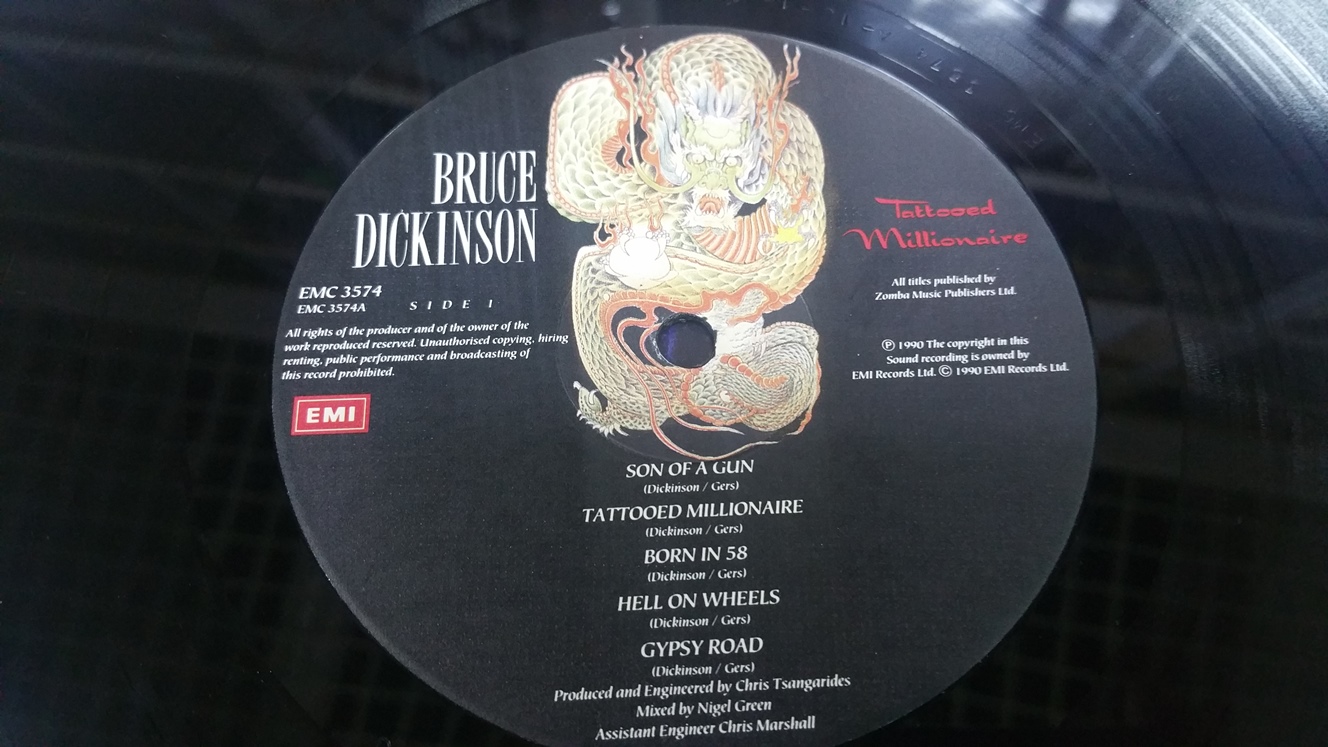 BRUCE
DICKINSON
EMC 3574
EMC 3574A
SIDE 1
All rights of the producer and of the owner of the
work reproduced reserved. Unauthorised copying, hiring
renting, public performance and broadcasting of
this record prohibited.
EMI
Tattooed
Millionaire
All titles published by
Zomba Music Publishers Ltd.
℗ 1990 The copyright in this
Sound recording is owned by
EMI Records Ltd. © 1990 EMI Records Ltd.
SON OF A GUN
(Dickinson / Gers)
TATTOOED MILLIONAIRE
(Dickinson / Gers)
BORN IN 58
(Dickinson / Gers)
HELL ON WHEELS
(Dickinson / Gers)
GYPSY ROAD
(Dickinson / Gers)
Produced and Engineered by Chris Tsangarides
Mixed by Nigel Green
Assistant Engineer Chris Marshall